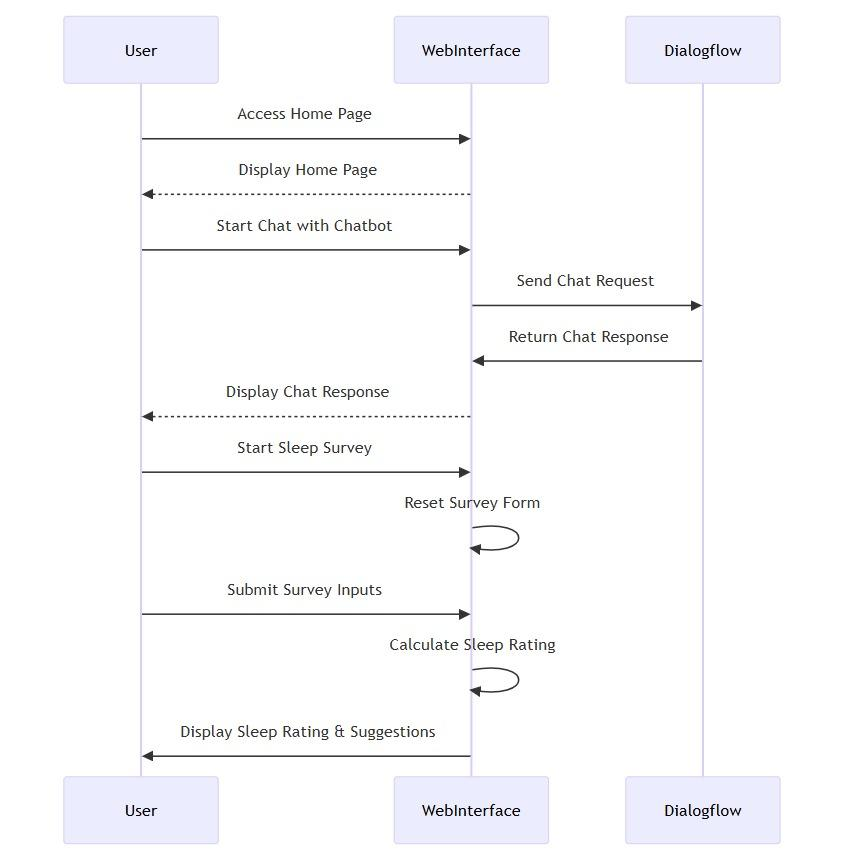 User
WebInterface
Dialogflow
Access Home Page
Display Home Page
Start Chat with Chatbot
Send Chat Request
Return Chat Response
Display Chat Response
Start Sleep Survey
Reset Survey Form
Submit Survey Inputs
Calculate Sleep Rating
Display Sleep Rating & Suggestions
User
WebInterface
Dialogflow